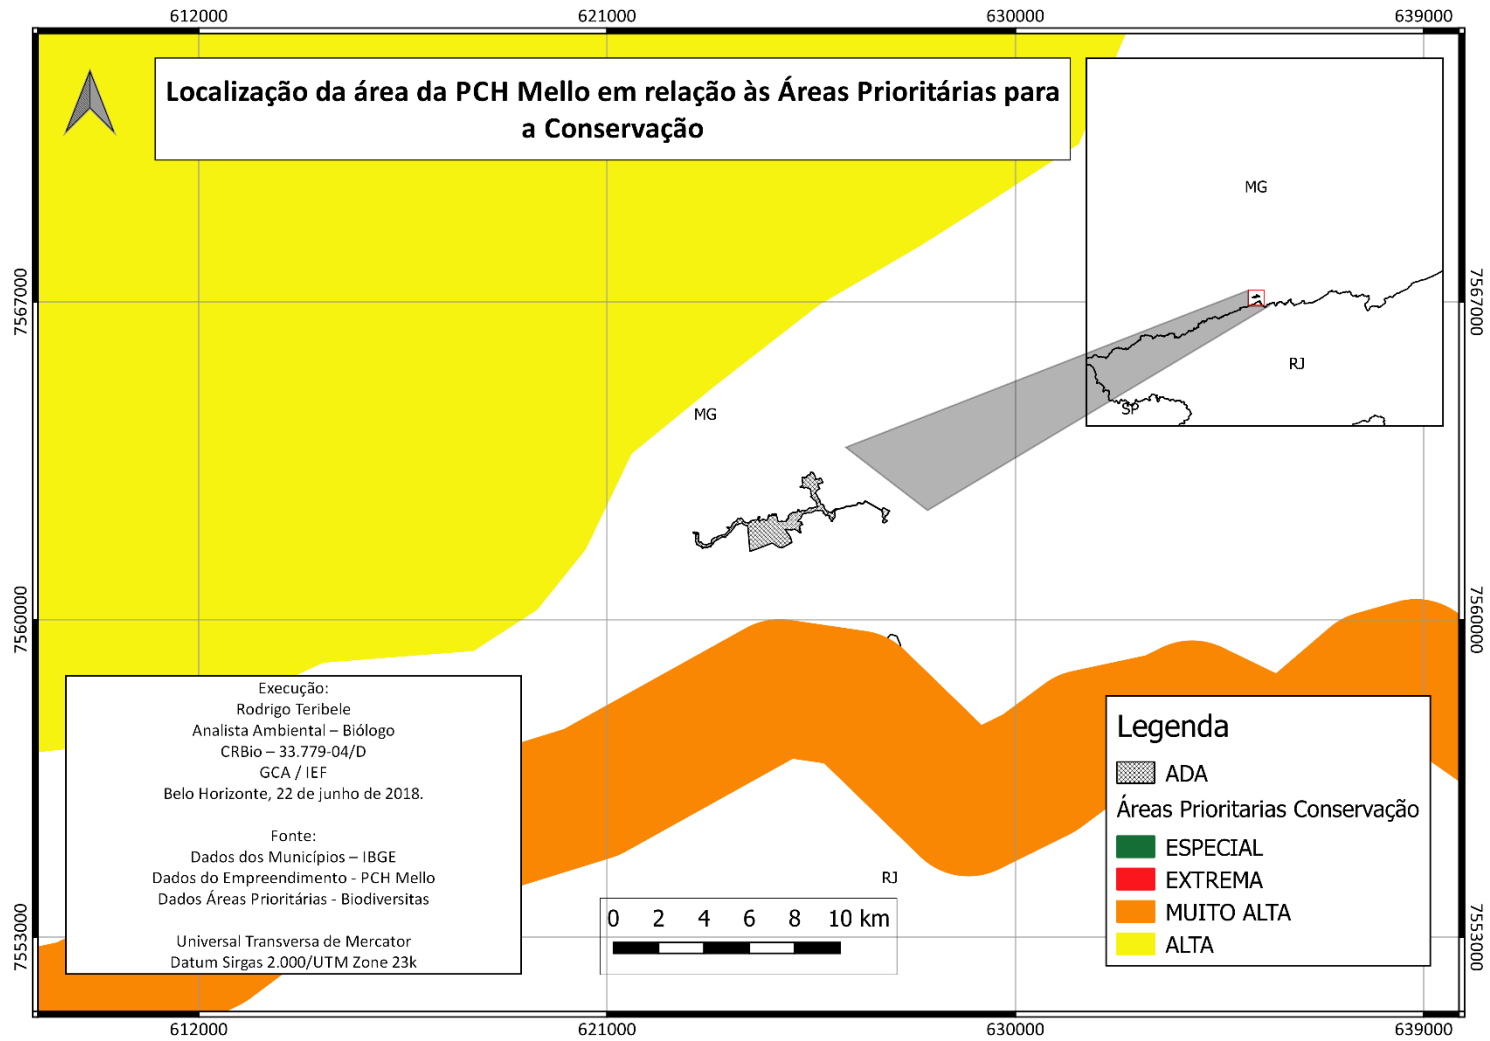 612000
621000
630000
639000
Localização da área da PCH Mello em relação às Áreas Prioritárias para
a Conservação
MG
RJ
SP
7567000
7567000
MG
7560000
7560000
Execução:
Rodrigo Teribele
Analista Ambiental – Biólogo
CRBio – 33.779-04/D
GCA / IEF
Belo Horizonte, 22 de junho de 2018.
Fonte:
Dados dos Municípios – IBGE
Dados do Empreendimento - PCH Mello
Dados Áreas Prioritárias - Biodiversitas
Universal Transversa de Mercator
Datum Sirgas 2.000/UTM Zone 23k
RJ
0 2 4 6 8 10 km
Legenda
ADA
Áreas Prioritarias Conservação
ESPECIAL
EXTREMA
MUITO ALTA
ALTA
7553000
7553000
612000
621000
630000
639000